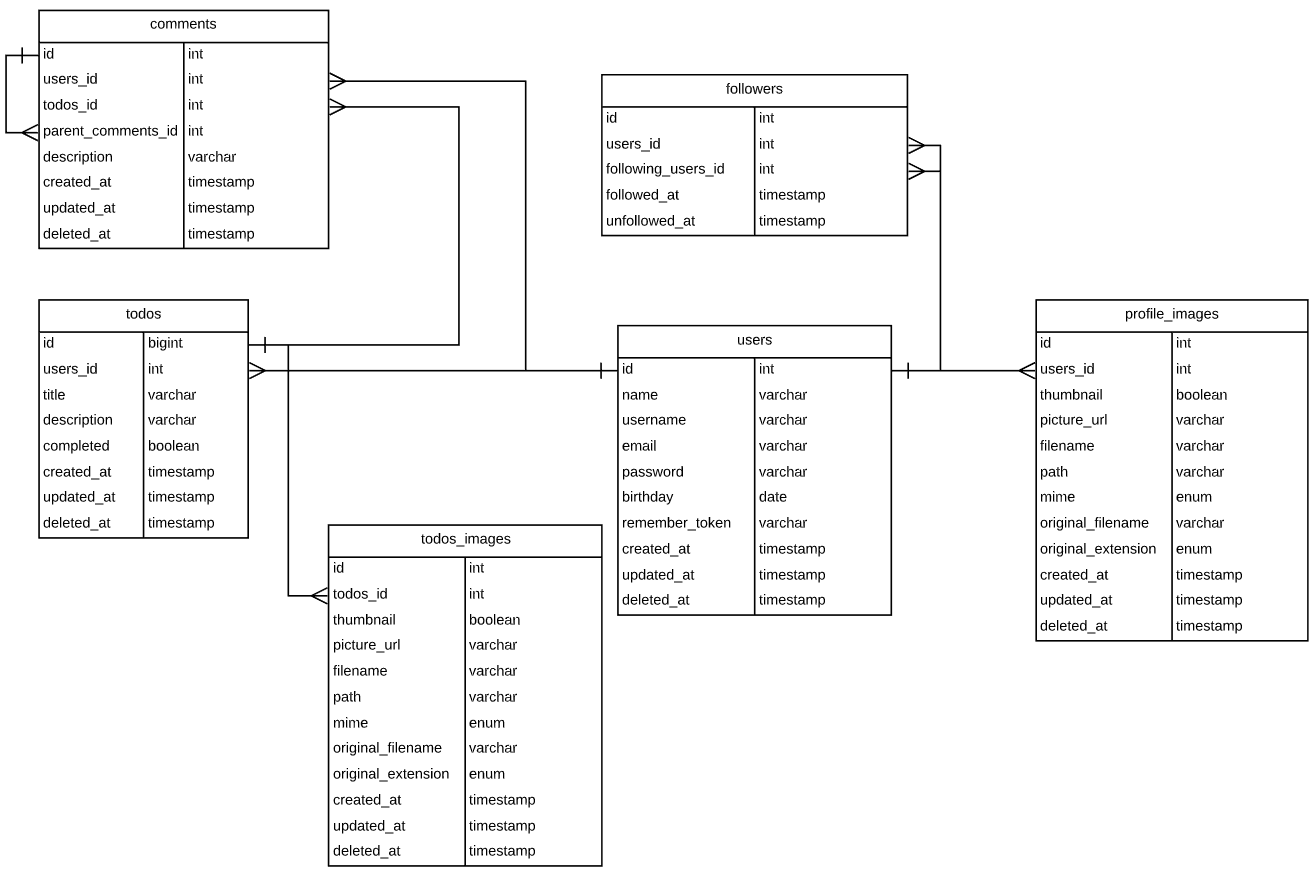 comments
id int
users_id int
todos_id int
parent_comments_id int
description varchar
created_at timestamp
updated_at timestamp
deleted_at timestamp
followers
id int
users_id int
following_users_id int
followed_at timestamp
unfollowed_at timestamp
todos
id bigint
users_id int
title varchar
description varchar
completed boolean
created_at timestamp
updated_at timestamp
deleted_at timestamp
users
id int
name varchar
username varchar
email varchar
password varchar
birthday date
remember_token varchar
created_at timestamp
updated_at timestamp
deleted_at timestamp
profile_images
id int
users_id int
thumbnail boolean
picture_url varchar
filename varchar
path varchar
mime enum
original_filename varchar
original_extension enum
created_at timestamp
updated_at timestamp
deleted_at timestamp
todos_images
id int
todos_id int
thumbnail boolean
picture_url varchar
filename varchar
path varchar
mime enum
original_filename varchar
original_extension enum
created_at timestamp
updated_at timestamp
deleted_at timestamp